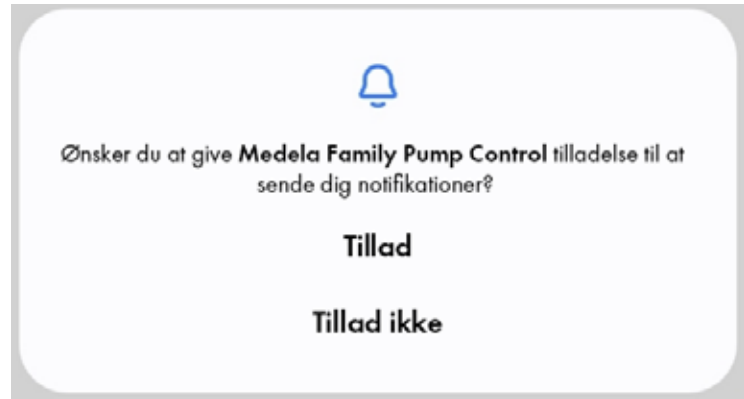 Ønsker du at give Medela Family Pump Control tilladelse til at
sende dig notifikationer?
Tillad
Tillad ikke